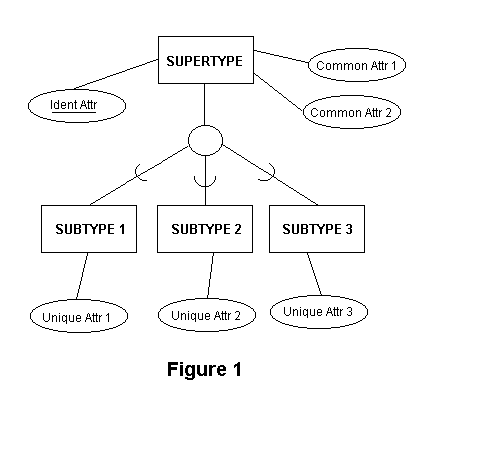 SUPERTYPE
Common Attr 1
Ident Attr
Common Attr 2
SUBTYPE 1
SUBTYPE 2
SUBTYPE 3
Unique Attr 1
Unique Attr 2
Unique Attr 3
Figure 1